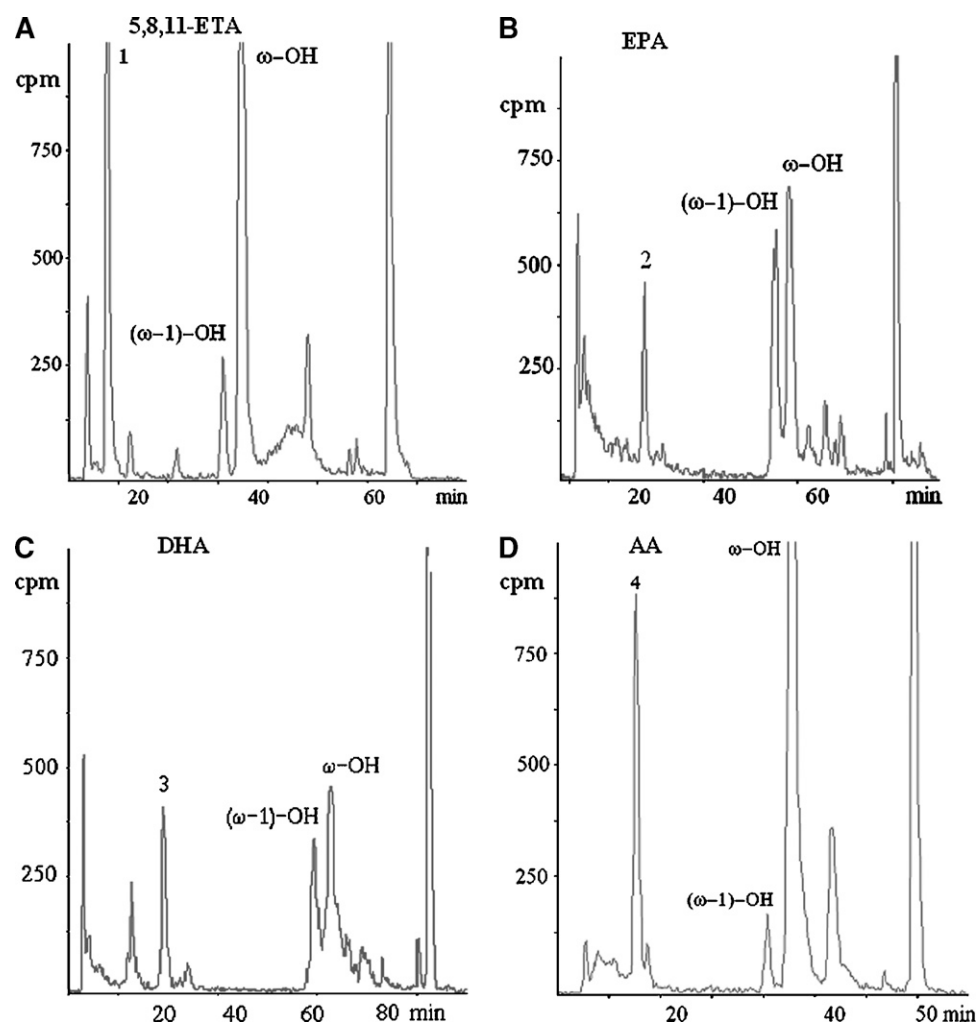 A
5,8,11-ETA
cpm
1
ω-OH
750
500
(ω-1)-OH
250
20
40
60
min
B
EPA
cpm
750
ω-OH
(ω-1)-OH
500
2
250
20
40
60
min
C
DHA
cpm
750
500
3
ω-OH
(ω-1)-OH
250
20
40
60
80
min
D
AA
cpm
4
ω-OH
750
500
250
(ω-1)-OH
20
40
50 min